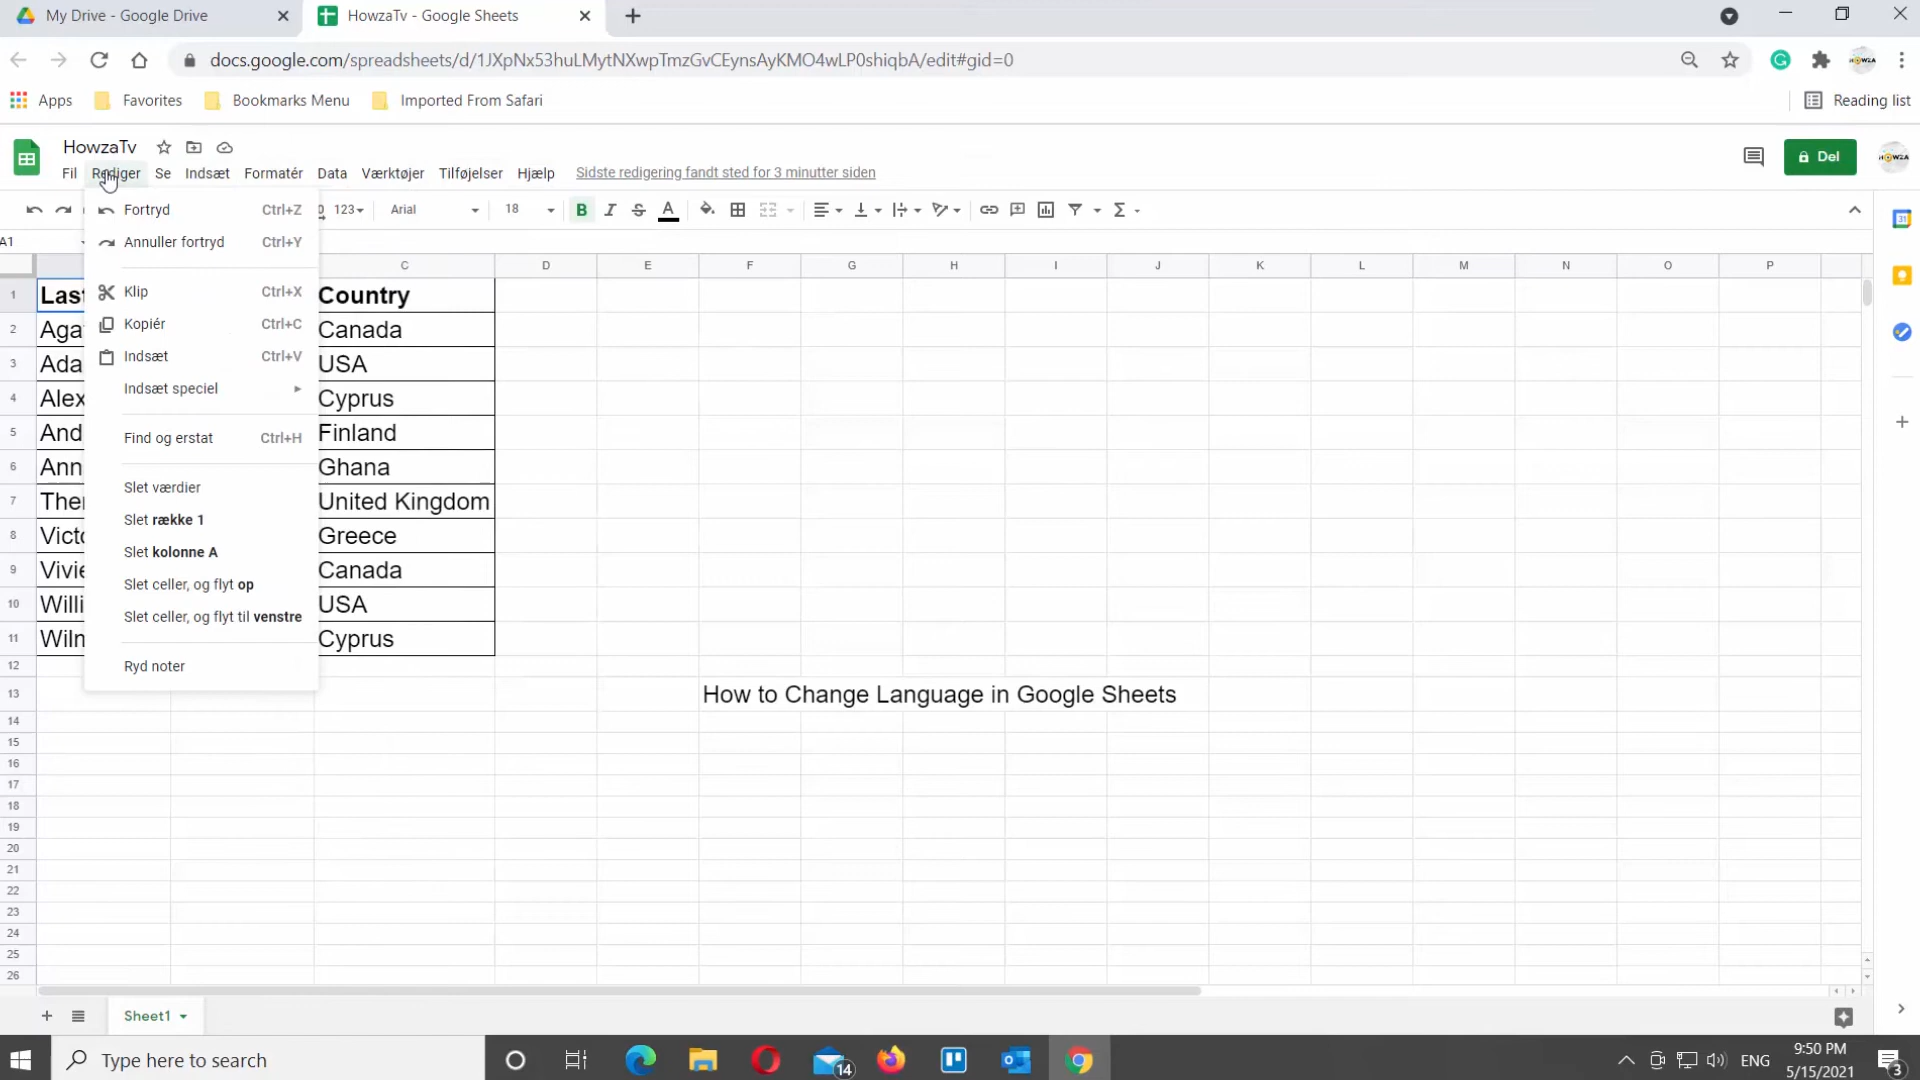 My Drive - Google Drive
HowzaTv - Google Sheets
docs.google.com/spreadsheets/d/1JXpNx53huLMytNXwpTmzGvCEynsAyKMO4wLP0shiqbA/edit#gid=0
Apps Favorites Bookmarks Menu Imported From Safari Reading list
HowzaTv
Fil Rediger Se Indsæt Formatér Data Værktøjer Tilføjelser Hjælp Sidste redigering fandt sted for 3 minutter siden
Del
123 Arial 18
A1
C D E F G H I J K L M N O P
Fortryd Ctrl+Z
Annuller fortryd Ctrl+Y
Klip Ctrl+X
Kopiér Ctrl+C
Indsæt Ctrl+V
Indsæt speciel
Find og erstat Ctrl+H
Slet værdier
Slet række 1
Slet kolonne A
Slet celler, og flyt op
Slet celler, og flyt til venstre
Ryd noter
1 Last Country
2 Aga Canada
3 Ada USA
4 Alex Cyprus
5 And Finland
6 Ann Ghana
7 Ther United Kingdom
8 Victo Greece
9 Vivie Canada
10 Willi USA
11 Wiln Cyprus
12
13 How to Change Language in Google Sheets
14
15
16
17
18
19
20
21
22
23
24
25
26
Sheet1
Type here to search
14
ENG
9:50 PM
5/15/2021
3